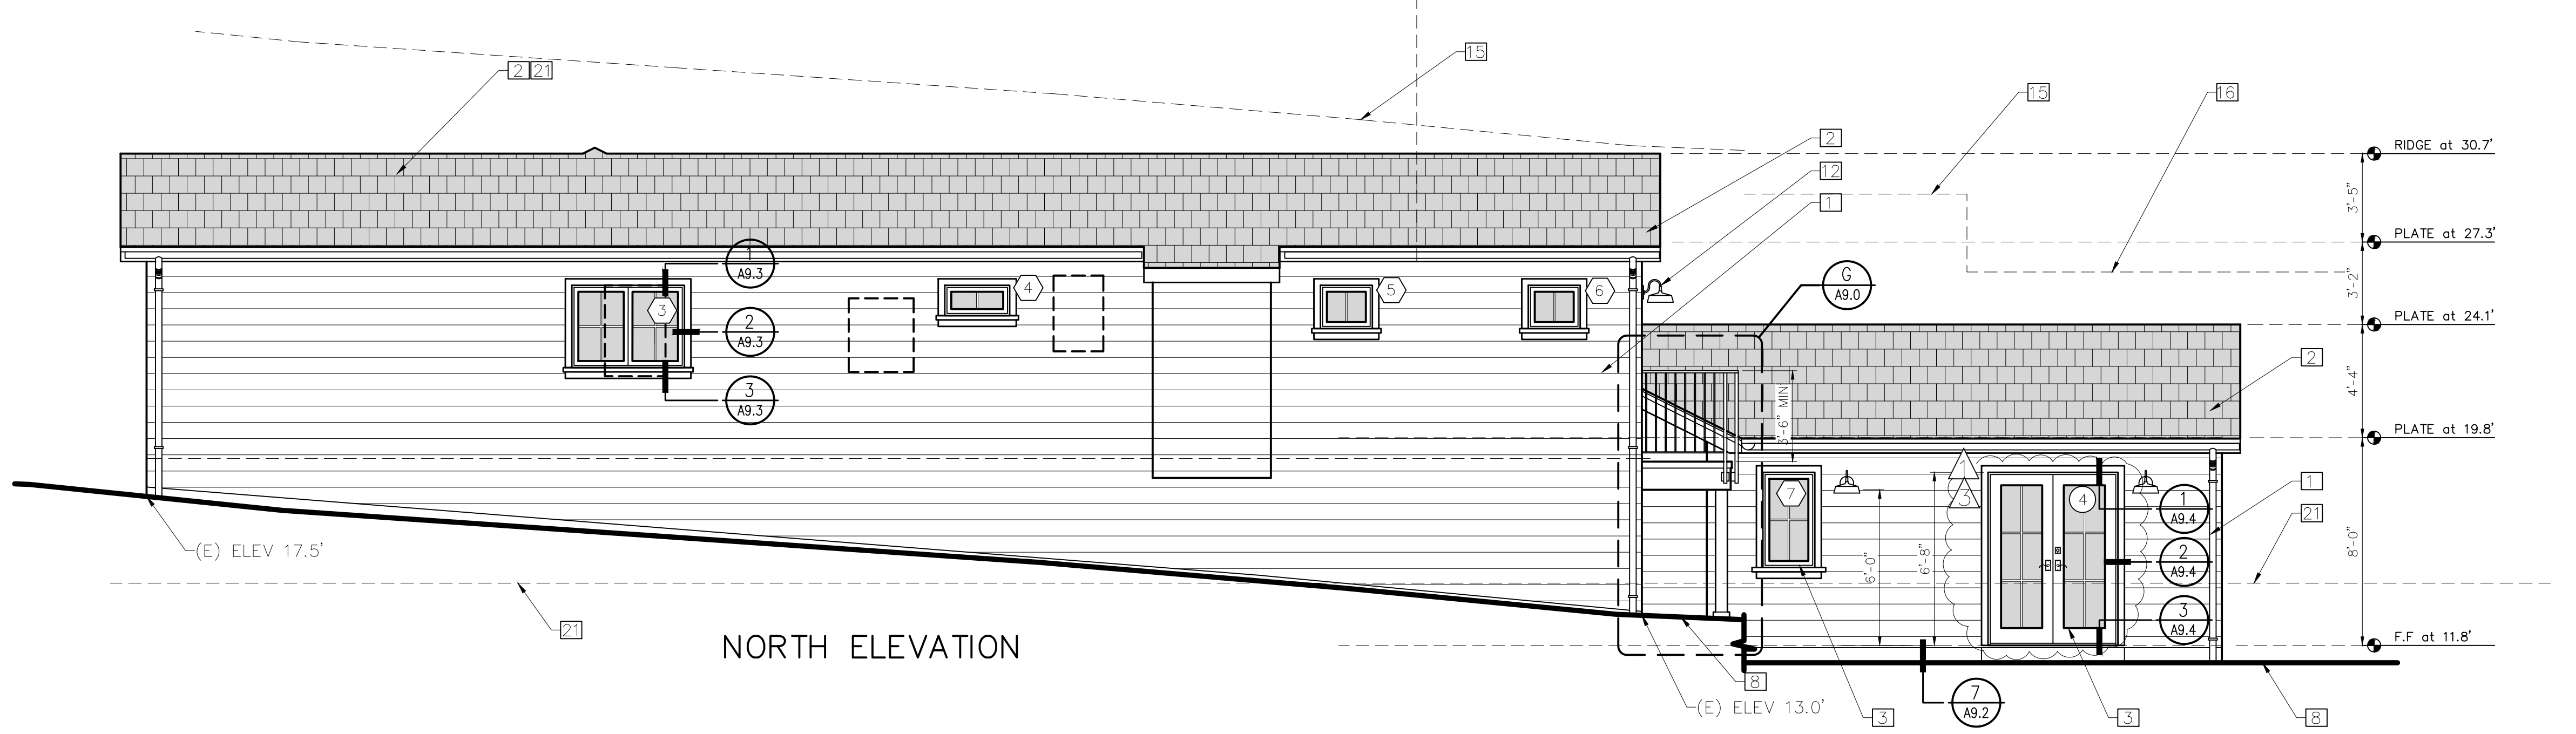 15
2 21
15
16
2
12
1
RIDGE at 30.7'
3'-5"
PLATE at 27.3'
3'-2"
PLATE at 24.1'
4'-4"
PLATE at 19.8'
8'-0"
F.F at 11.8'
1
A9.3
2
A9.3
3
A9.3
3
4
5
6
G
A9.0
2
3'-6" MIN
7
1
3
4
6'-0"
6'-8"
1
A9.4
2
A9.4
3
A9.4
1
21
(E) ELEV 17.5'
21
NORTH ELEVATION
8
(E) ELEV 13.0'
3
7
A9.2
3
8